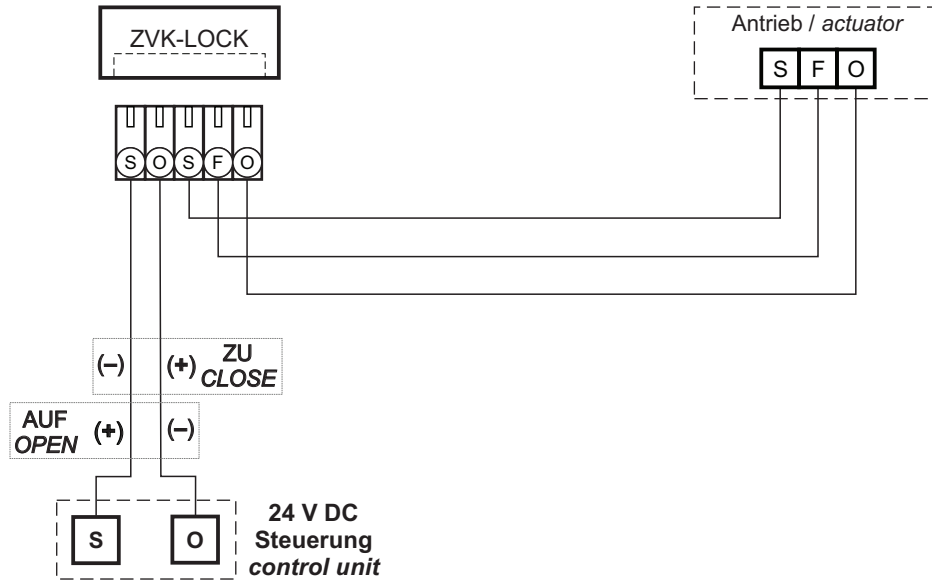 ZVK-LOCK
Antrieb / actuator
S F O
S O S F O
(–) (+) ZU
CLOSE
AUF
OPEN (+) (–)
S O
24 V DC
Steuerung
control unit